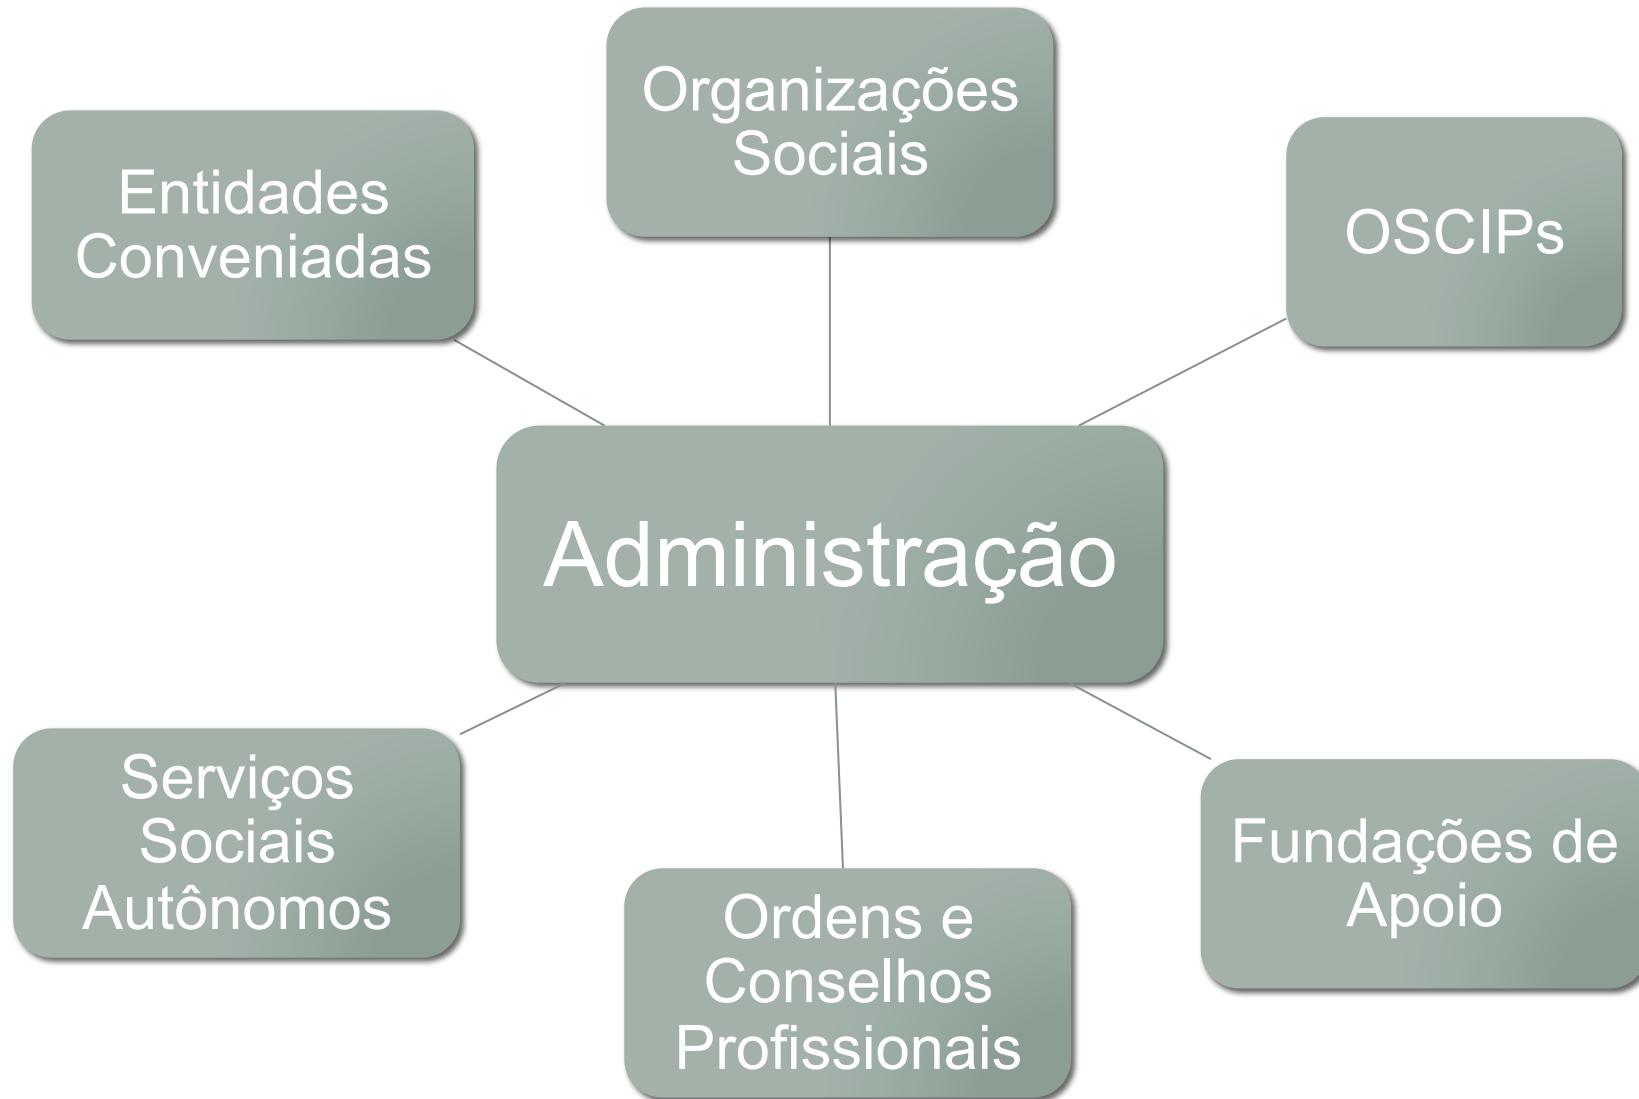 Organizações
Sociais
Entidades
Conveniadas
OSCIPs
Administração
Serviços
Sociais
Autônomos
Ordens e
Conselhos
Profissionais
Fundações de
Apoio